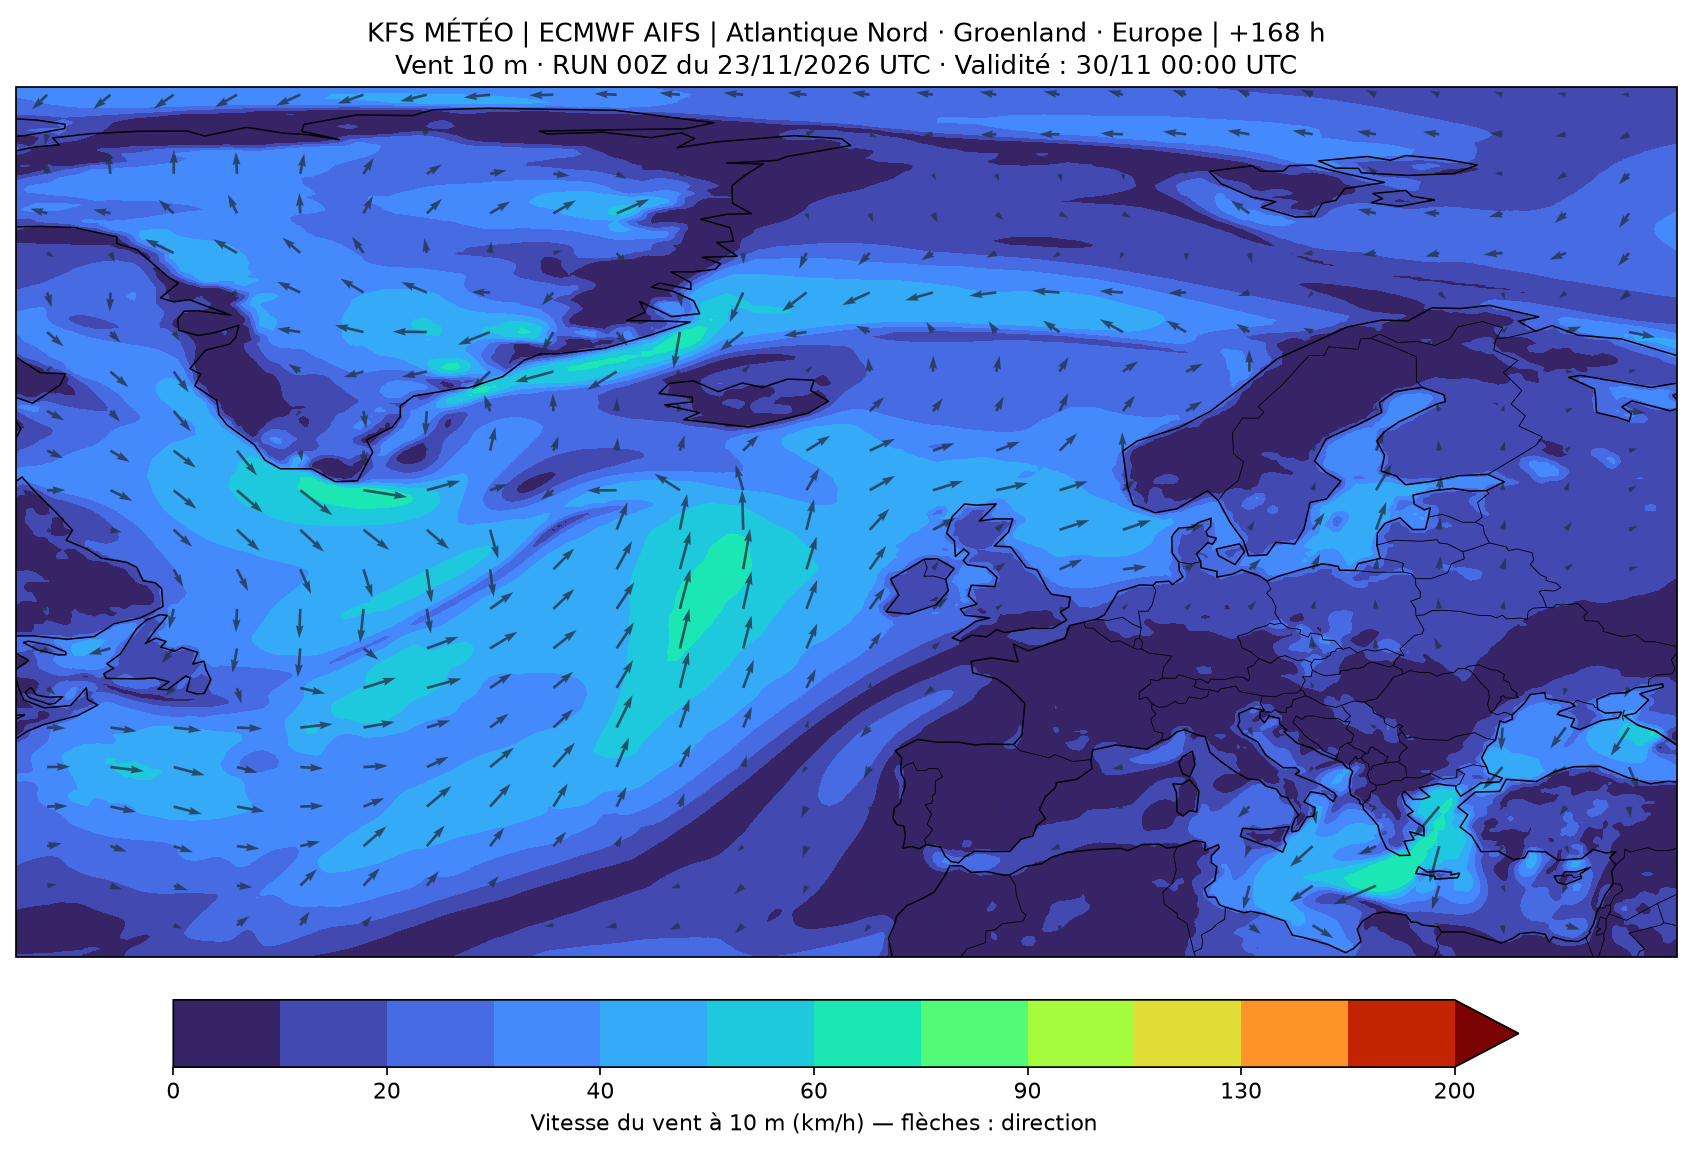 KFS MÉTÉO | ECMWF AIFS | Atlantique Nord · Groenland · Europe | +168 h
Vent 10 m · RUN 00Z du 23/11/2026 UTC · Validité : 30/11 00:00 UTC
0 20 40 60 90 130 200
Vitesse du vent à 10 m (km/h) — flèches : direction